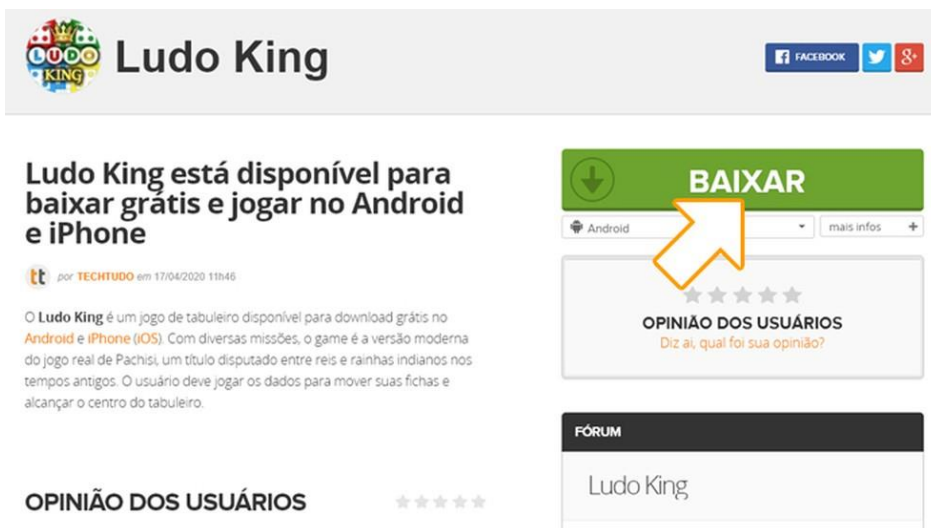 LUDO
KING
Ludo King
FACEBOOK
8+
Ludo King está disponível para
baixar grátis e jogar no Android
e iPhone
tt por TECHTUDO em 17/04/2020 11h46
O Ludo King é um jogo de tabuleiro disponível para download grátis no
Android e iPhone (iOS). Com diversas missões, o game é a versão moderna
do jogo real de Pachisi, um título disputado entre reis e rainhas indianos nos
tempos antigos. O usuário deve jogar os dados para mover suas fichas e
alcançar o centro do tabuleiro.
OPINIÃO DOS USUÁRIOS
BAIXAR
Android
mais infos +
OPINIÃO DOS USUÁRIOS
Diz aí, qual foi sua opinião?
FÓRUM
Ludo King